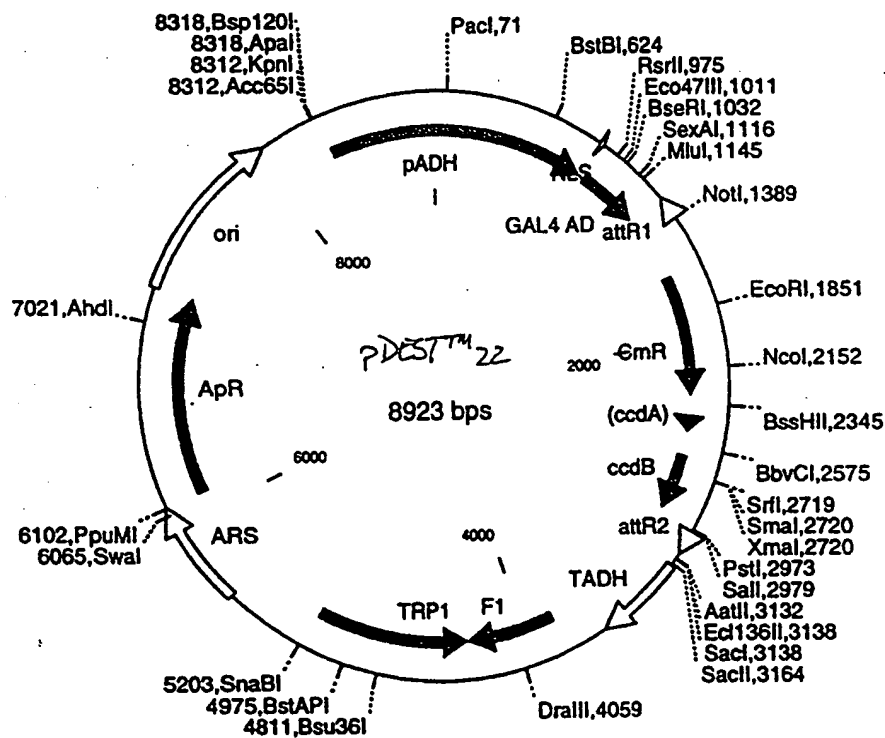 8318,Bsp120I
8318,ApaI
8312,KpnI
8312,Acc65I
PacI,71
BstBI,624
RsrII,975
Eco47III,1011
BseRI,1032
SexAI,1116
MluI,1145
NotI,1389
pADH
NLS
GAL4 AD
attR1
ori
8000
7021,AhdI
EcoRI,1851
pDEST™22
2000
CmR
NcoI,2152
ApR
8923 bps
(ccdA)
BssHII,2345
ccdB
BbvCI,2575
6000
SrfI,2719
attR2
SmaI,2720
XmaI,2720
6102,PpuMI
6065,SwaI
ARS
4000
PstI,2973
SalI,2979
TADH
AatII,3132
Ecl136II,3138
SacI,3138
SacII,3164
TRP1
F1
5203,SnaBI
4975,BstAPI
4811,Bsu36I
DraIII,4059